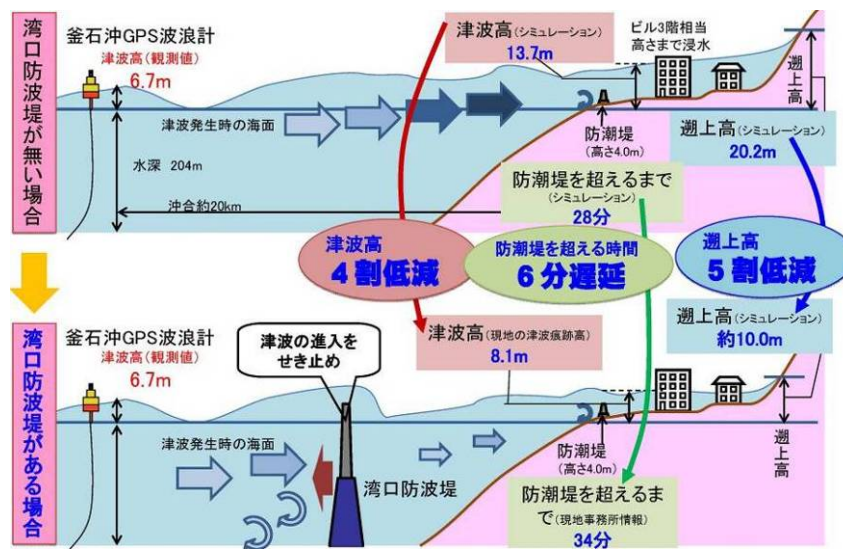 湾口防波堤が無い場合
釜石沖GPS波浪計
津波高(観測値)
6.7m
津波高(シミュレーション)
13.7m
ビル3階相当
高さまで浸水
遡上高
津波発生時の海面
水深 204m
防潮堤
(高さ4.0m)
遡上高(シミュレーション)
20.2m
沖合約20km
防潮堤を超えるまで
(シミュレーション)
28分
津波高
4割低減
防潮堤を超える時間
6分遅延
遡上高
5割低減
湾口防波堤がある場合
釜石沖GPS波浪計
津波高(観測値)
6.7m
津波の進入を
せき止め
津波高(現地の津波痕跡高)
8.1m
遡上高(シミュレーション)
約10.0m
津波発生時の海面
湾口防波堤
防潮堤
(高さ4.0m)
遡上高
防潮堤を超えるま
で(現地事務所情報)
34分